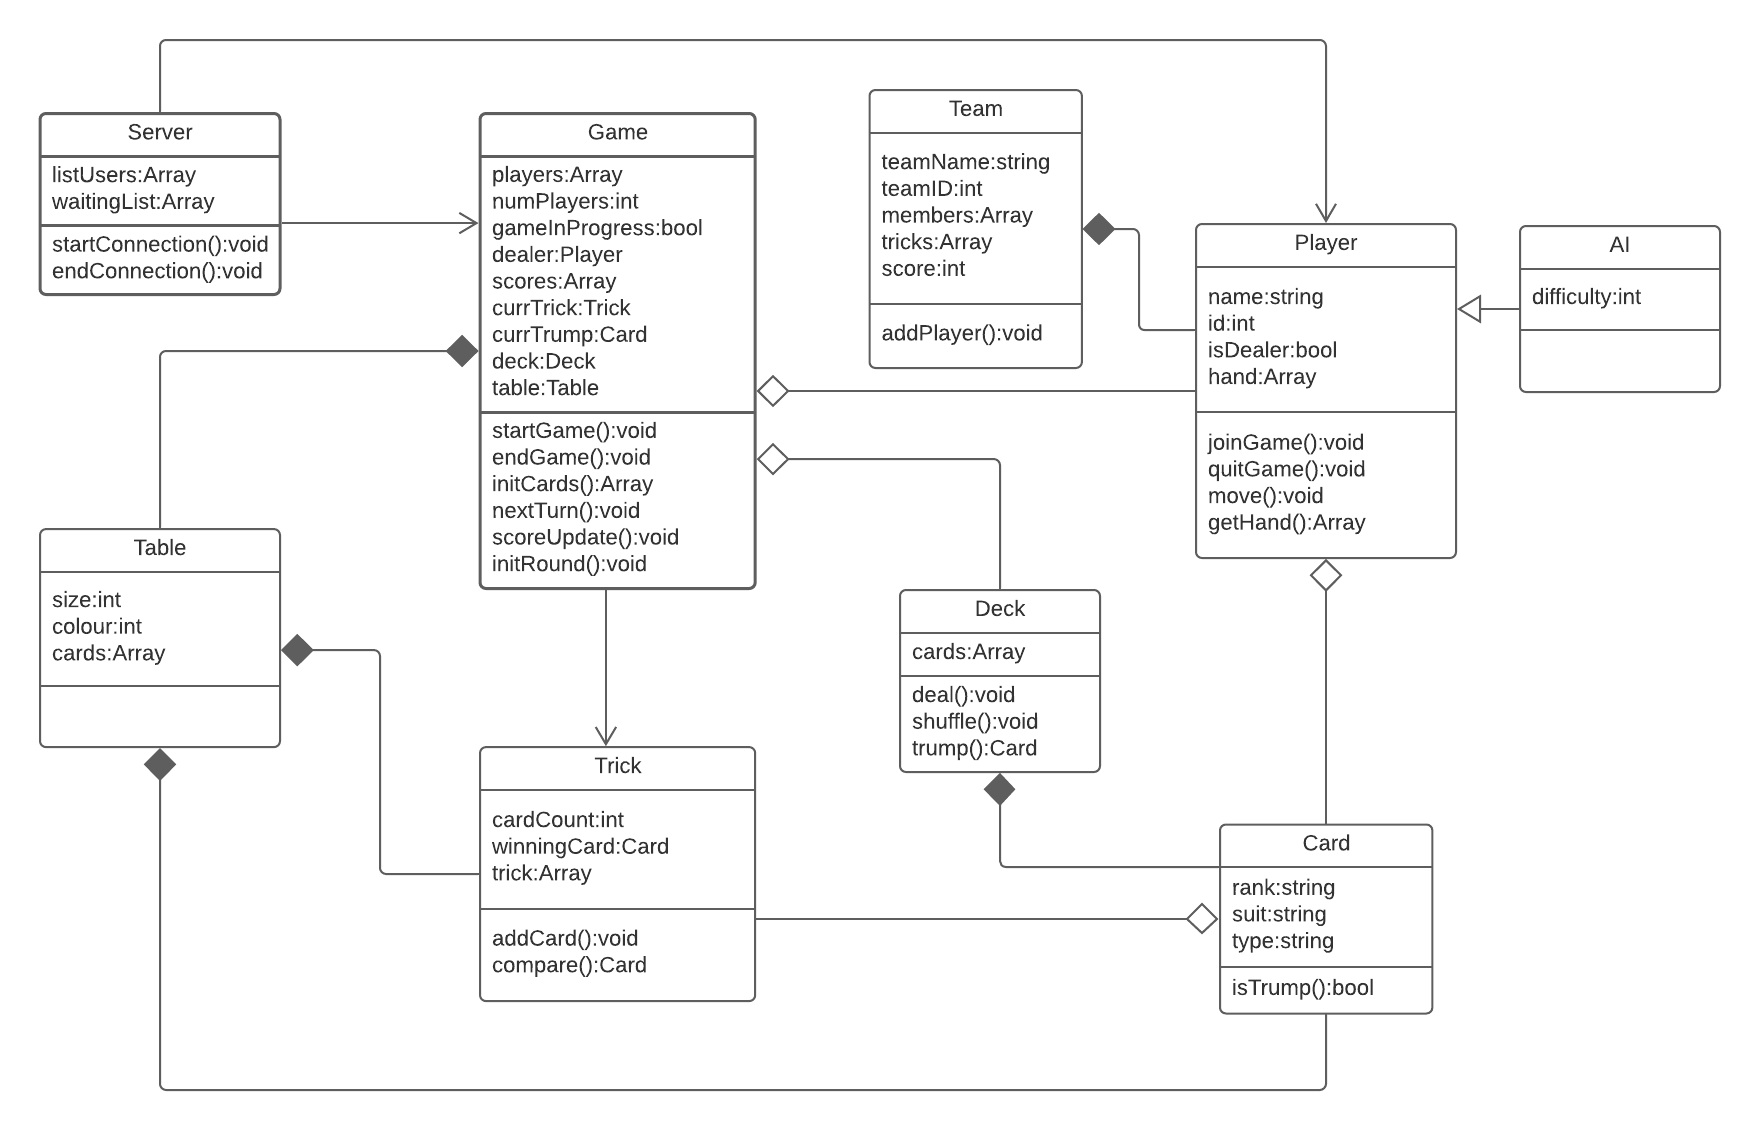 Server
listUsers:Array
waitingList:Array
startConnection():void
endConnection():void
Game
players:Array
numPlayers:int
gameInProgress:bool
dealer:Player
scores:Array
currTrick:Trick
currTrump:Card
deck:Deck
table:Table
startGame():void
endGame():void
initCards():Array
nextTurn():void
scoreUpdate():void
initRound():void
Team
teamName:string
teamID:int
members:Array
tricks:Array
score:int
addPlayer():void
Player
name:string
id:int
isDealer:bool
hand:Array
joinGame():void
quitGame():void
move():void
getHand():Array
AI
difficulty:int
Table
size:int
colour:int
cards:Array
Trick
cardCount:int
winningCard:Card
trick:Array
addCard():void
compare():Card
Deck
cards:Array
deal():void
shuffle():void
trump():Card
Card
rank:string
suit:string
type:string
isTrump():bool